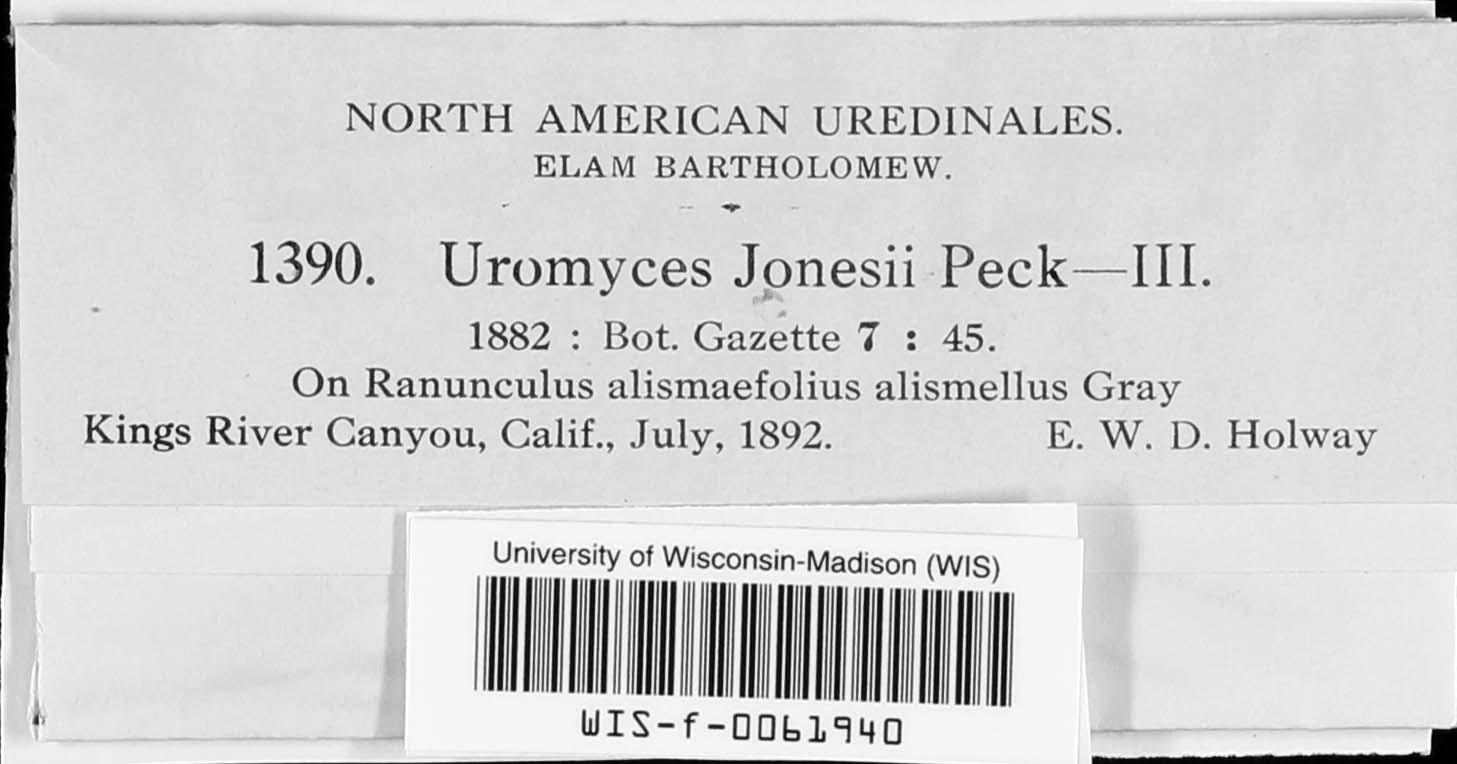 NORTH AMERICAN UREDINALES.
ELAM BARTHOLOMEW.
1390. Uromyces Jonesii Peck—III.
1882 : Bot. Gazette 7 : 45.
On Ranunculus alismaefolius alismellus Gray
Kings River Canyou, Calif., July, 1892. E. W. D. Holway
University of Wisconsin-Madison (WIS)
WIS-f-0061940